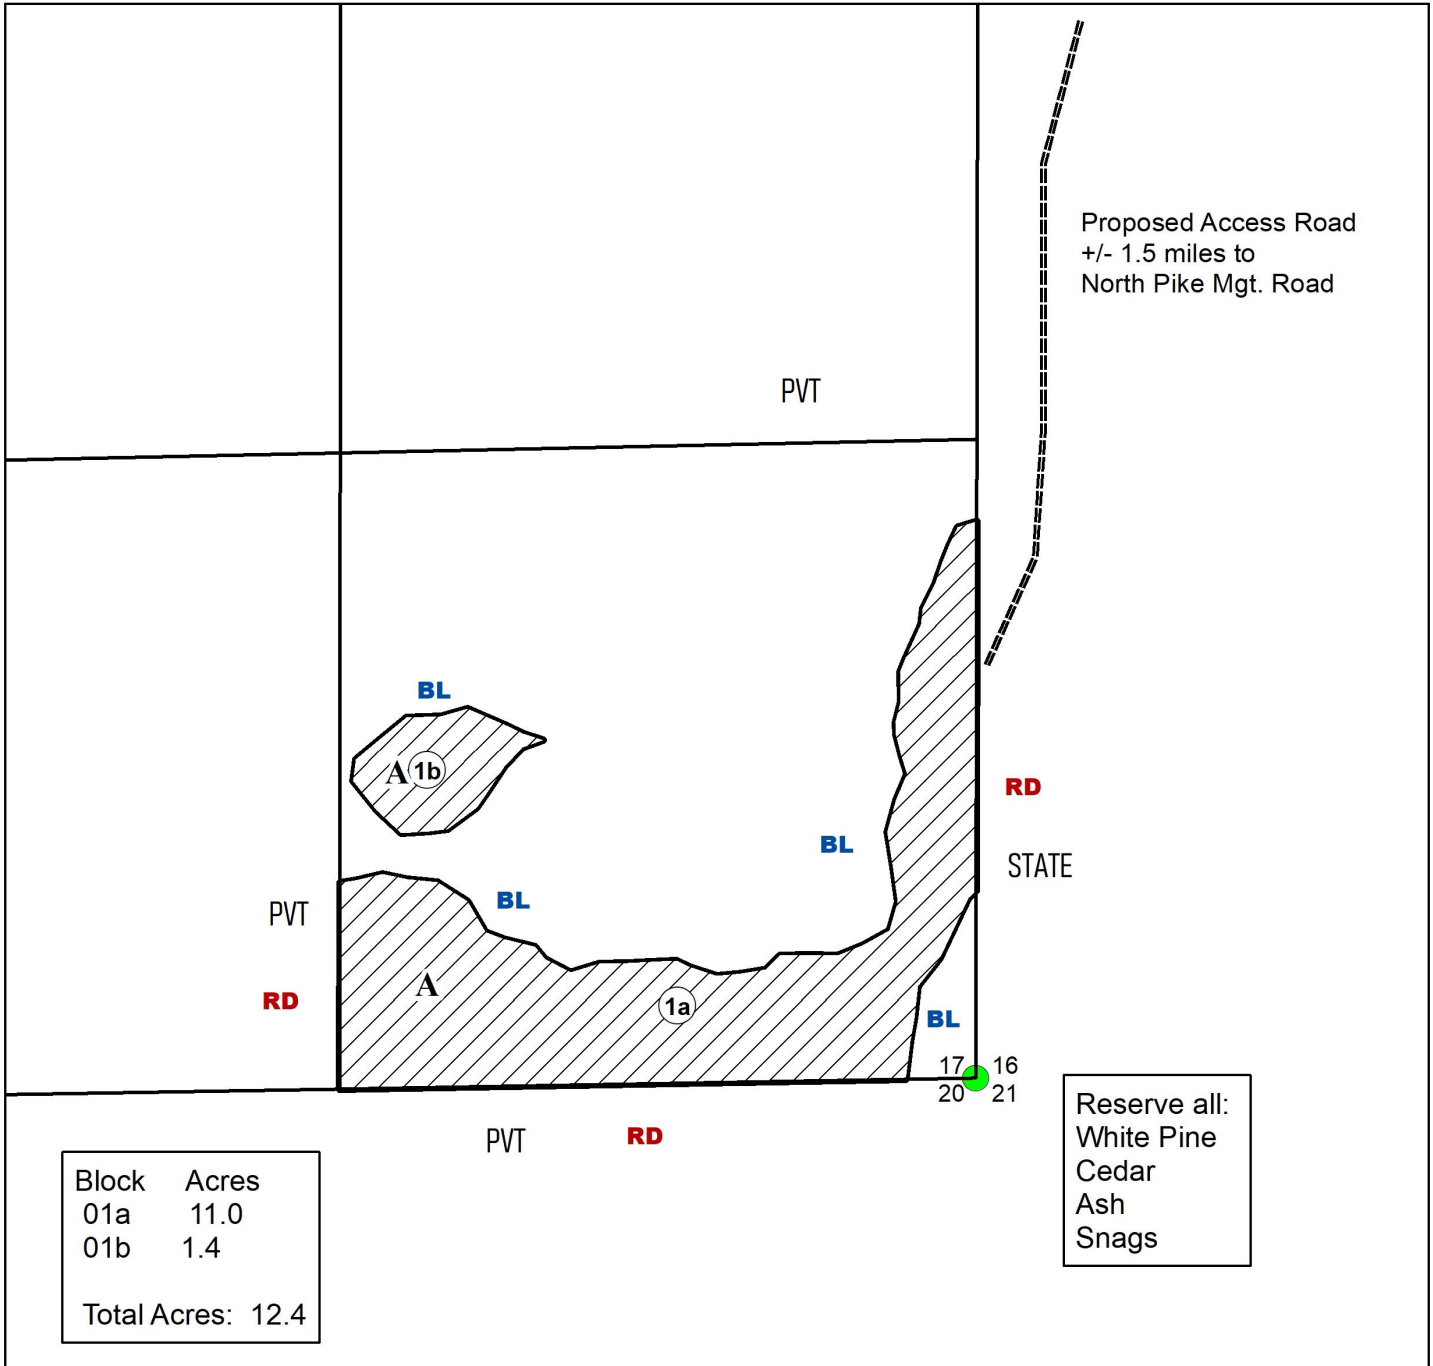 Proposed Access Road
+/- 1.5 miles to
North Pike Mgt. Road
PVT
BL
A 1b
RD
BL
STATE
BL
PVT
A
RD
1a
BL
17 16
20 21
PVT RD
Block Acres
01a 11.0
01b 1.4
Total Acres: 12.4
Reserve all:
White Pine
Cedar
Ash
Snags